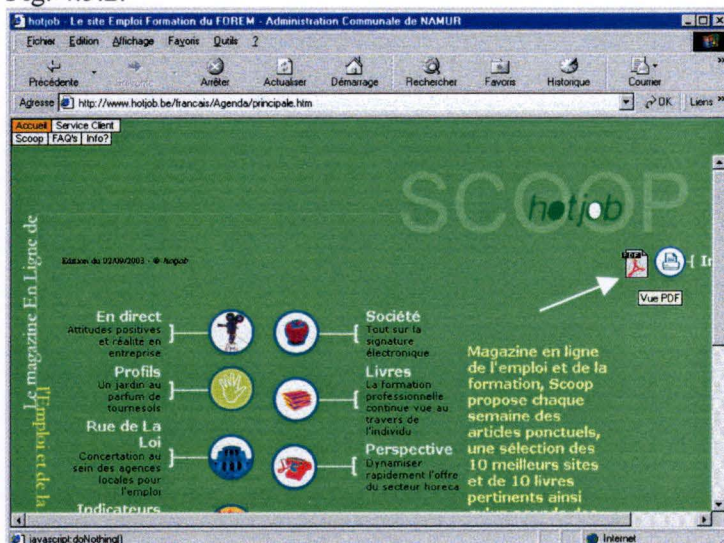 hotjob - Le site Emploi Formation du FOREM - Administration Communale de NAMUR
Fichier Edition Affichage Favoris Outils ?
Précédente Arrêter Actualiser Démarrage Rechercher Favoris Historique Courrier
Adresse http://www.hotjob.be/francais/Agenda/principale.htm OK Liens
Accueil Service Client
Scoop FAQ's Info?
SCOOP
hotjob
Le magazine En Ligne de
l'Emploi et de la
Edition du 02/09/2003 - © hotjob
PDF
Vue PDF
En direct
Attitudes positives
et réalité en
entreprise
Profils
Un jardin au
parfum de
tournesols
Rue de La
Loi
Concertation au
sein des agences
locales pour
l'emploi
Indicateurs
Société
Tout sur la
signature
électronique
Livres
La formation
professionnelle
continue vue au
travers de
l'individu
Perspective
Dynamiser
rapidement l'offre
du secteur horeca
Magazine en ligne
de l'emploi et de la
formation, Scoop
propose chaque
semaine des
articles ponctuels,
une sélection des
10 meilleurs sites
et de 10 livres
pertinents ainsi
javascript:doNothing()
Internet